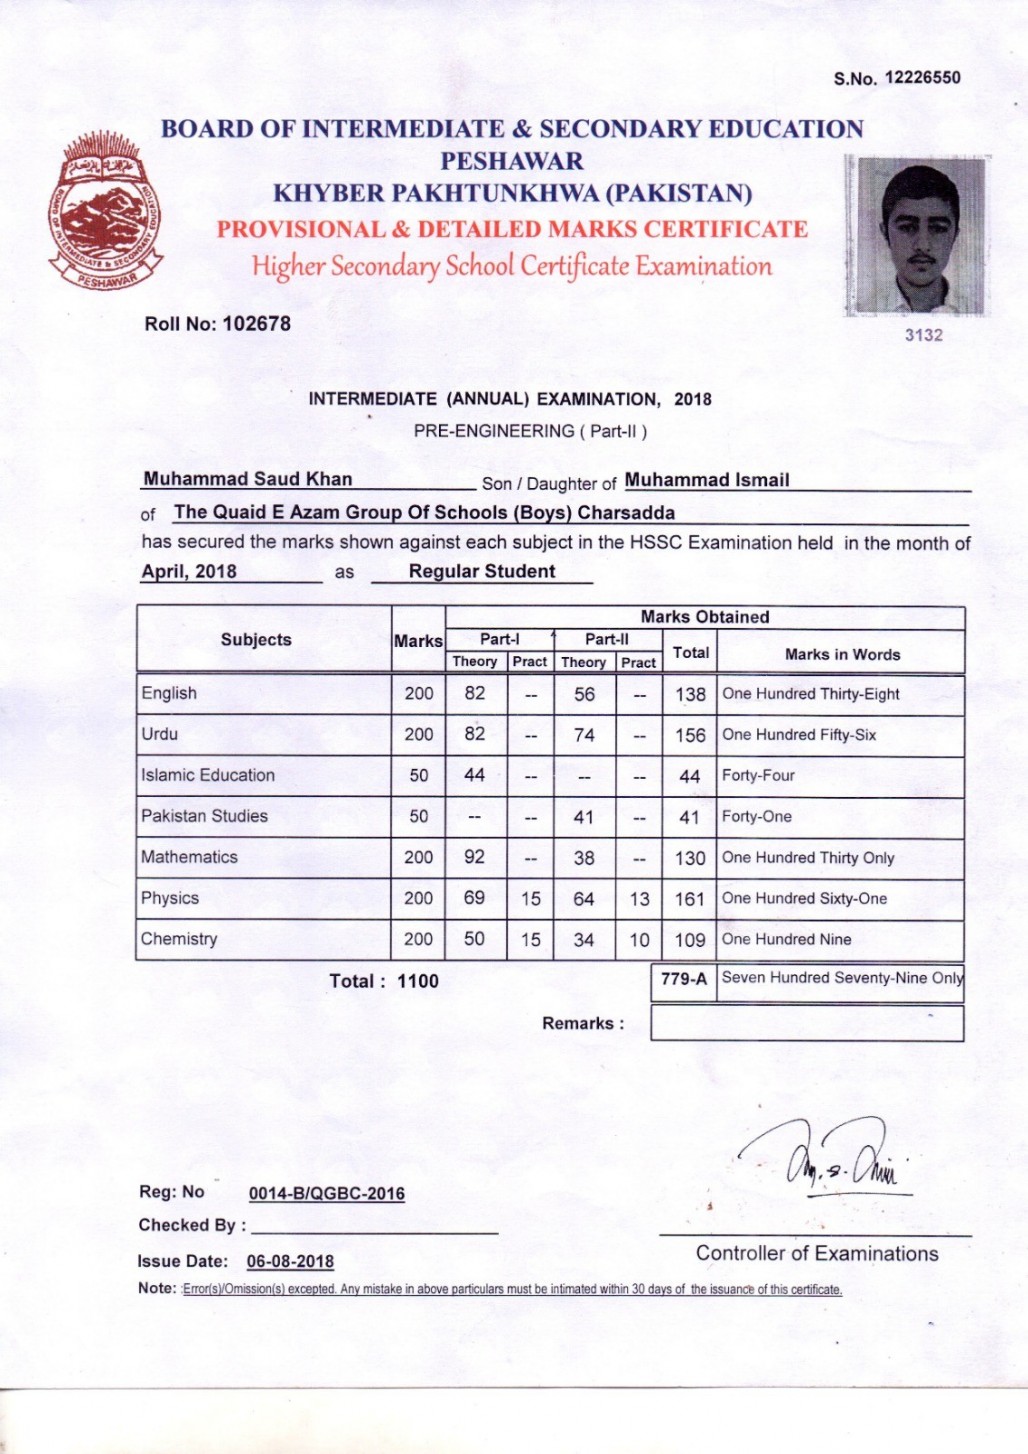 S.No. 12226550
BOARD OF INTERMEDIATE & SECONDARY EDUCATION
PESHAWAR
KHYBER PAKHTUNKHWA (PAKISTAN)
PROVISIONAL & DETAILED MARKS CERTIFICATE
Higher Secondary School Certificate Examination
BOARD OF INTERMEDIATE & SECONDARY EDUCATION
PESHAWAR
Roll No: 102678
3132
INTERMEDIATE (ANNUAL) EXAMINATION, 2018
PRE-ENGINEERING ( Part-II )
Muhammad Saud Khan Son / Daughter of Muhammad Ismail
of The Quaid E Azam Group Of Schools (Boys) Charsadda
has secured the marks shown against each subject in the HSSC Examination held in the month of
April, 2018 as Regular Student
Subjects Marks Marks Obtained
Part-I Part-II Total Marks in Words
Theory Pract Theory Pract
English 200 82 -- 56 -- 138 One Hundred Thirty-Eight
Urdu 200 82 -- 74 -- 156 One Hundred Fifty-Six
Islamic Education 50 44 -- -- -- 44 Forty-Four
Pakistan Studies 50 -- -- 41 -- 41 Forty-One
Mathematics 200 92 -- 38 -- 130 One Hundred Thirty Only
Physics 200 69 15 64 13 161 One Hundred Sixty-One
Chemistry 200 50 15 34 10 109 One Hundred Nine
Total : 1100 779-A Seven Hundred Seventy-Nine Only
Remarks :
Reg: No 0014-B/QGBC-2016
Checked By :
Issue Date: 06-08-2018
Controller of Examinations
Note: :Error(s)/Omission(s) excepted. Any mistake in above particulars must be intimated within 30 days of the issuance of this certificate.